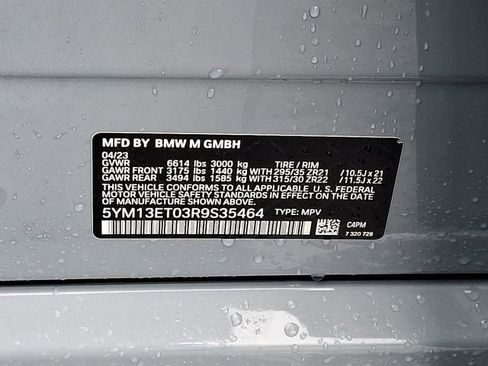 MFD BY BMW M GMBH
04/23
GVWR 6614 lbs 3000 kg TIRE / RIM
GAWR FRONT 3175 lbs 1440 kg WITH 295/35 ZR21 /10.5J x 21
GAWR REAR 3494 lbs 1585 kg WITH 315/30 ZR22 /11.5J x 22
THIS VEHICLE CONFORMS TO ALL APPLICABLE U.S. FEDERAL
MOTOR VEHICLE SAFETY STANDARDS IN EFFECT ON THE
DATE OF MANUFACTURE SHOWN ABOVE.
5YM13ET03R9S35464 TYPE: MPV
C4PM
7 320 729